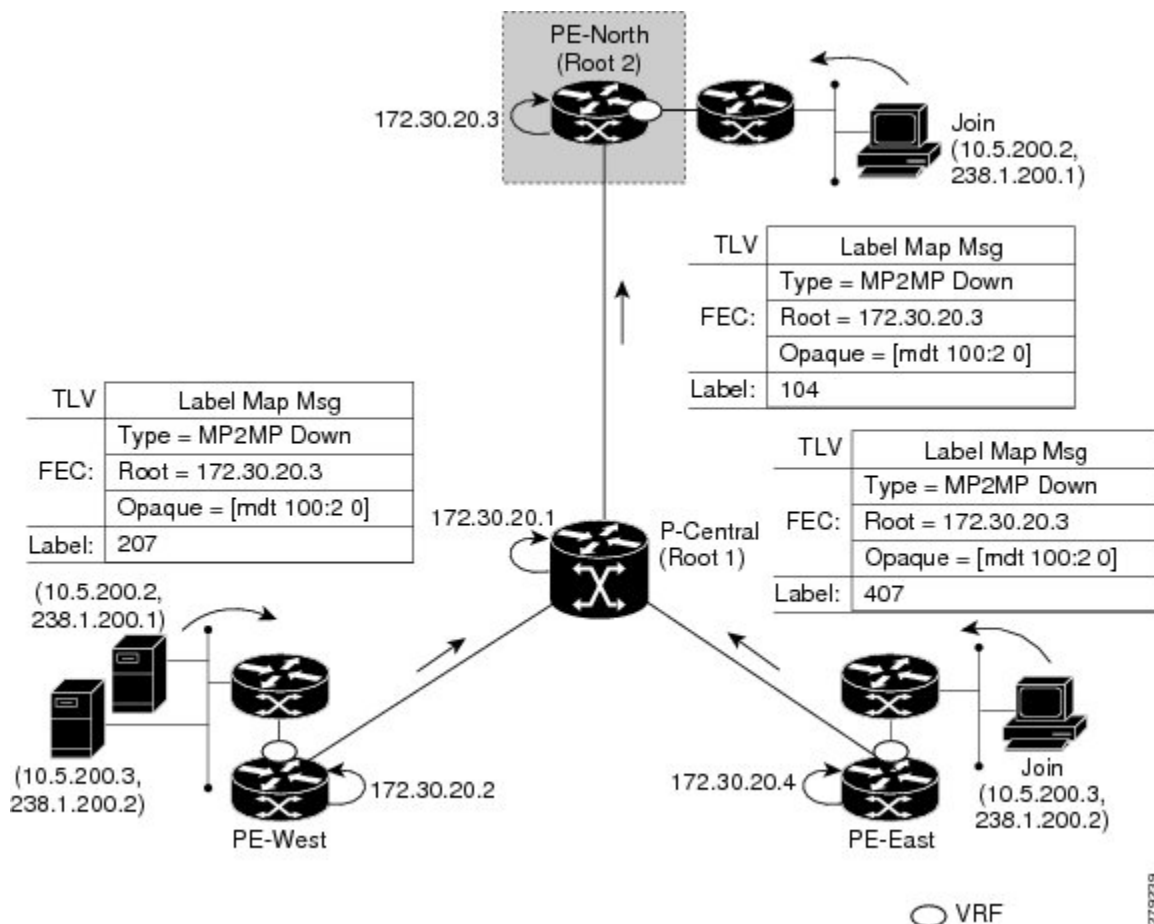 PE-North
(Root 2)
172.30.20.3
Join
(10.5.200.2,
238.1.200.1)
TLV
Label Map Msg
Type = MP2MP Down
FEC:
Root = 172.30.20.3
Opaque = [mdt 100:2 0]
Label:
104
TLV
Label Map Msg
Type = MP2MP Down
FEC:
Root = 172.30.20.3
Opaque = [mdt 100:2 0]
Label:
207
TLV
Label Map Msg
Type = MP2MP Down
FEC:
Root = 172.30.20.3
Opaque = [mdt 100:2 0]
Label:
407
172.30.20.1
P-Central
(Root 1)
(10.5.200.2,
238.1.200.1)
(10.5.200.3,
238.1.200.2)
172.30.20.2
PE-West
172.30.20.4
PE-East
Join
(10.5.200.3,
238.1.200.2)
VRF